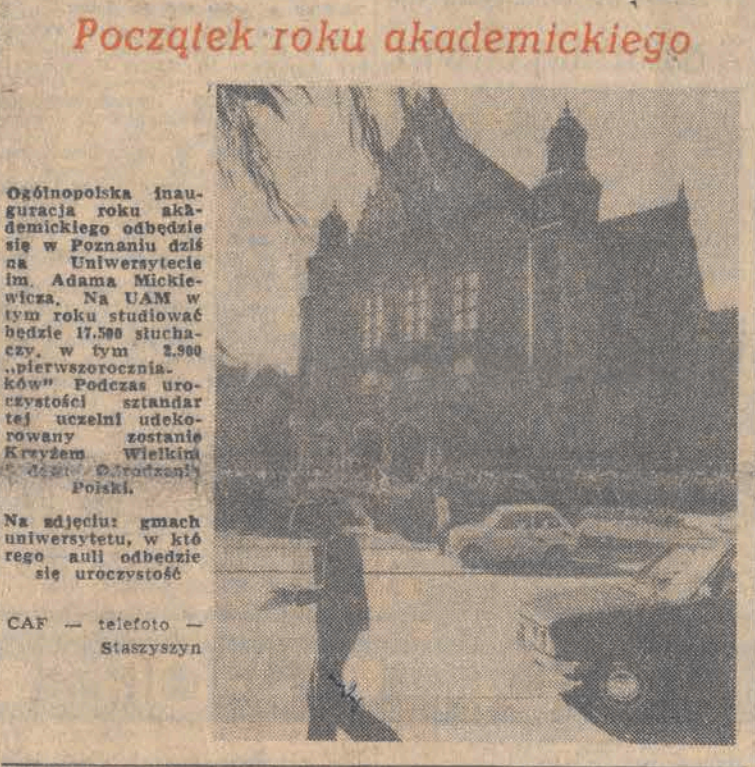 Początek roku akademickiego
Ogólnopolska inau-
guracja roku aka-
demickiego odbędzie
się w Poznaniu dziś
na Uniwersytecie
im. Adama Mickie-
wicza. Na UAM w
tym roku studiować
będzie 17.500 słucha-
czy, w tym 2.900
„pierwszorocznia-
ków" Podczas uro-
czystości sztandar
tej uczelni udeko-
rowany zostanie
Krzyżem Wielkim
Odrodzenia
Polski.
Na zdjęciu: gmach
uniwersytetu, w któ
rego auli odbędzie
się uroczystość
CAF — telefoto —
Staszyszyn